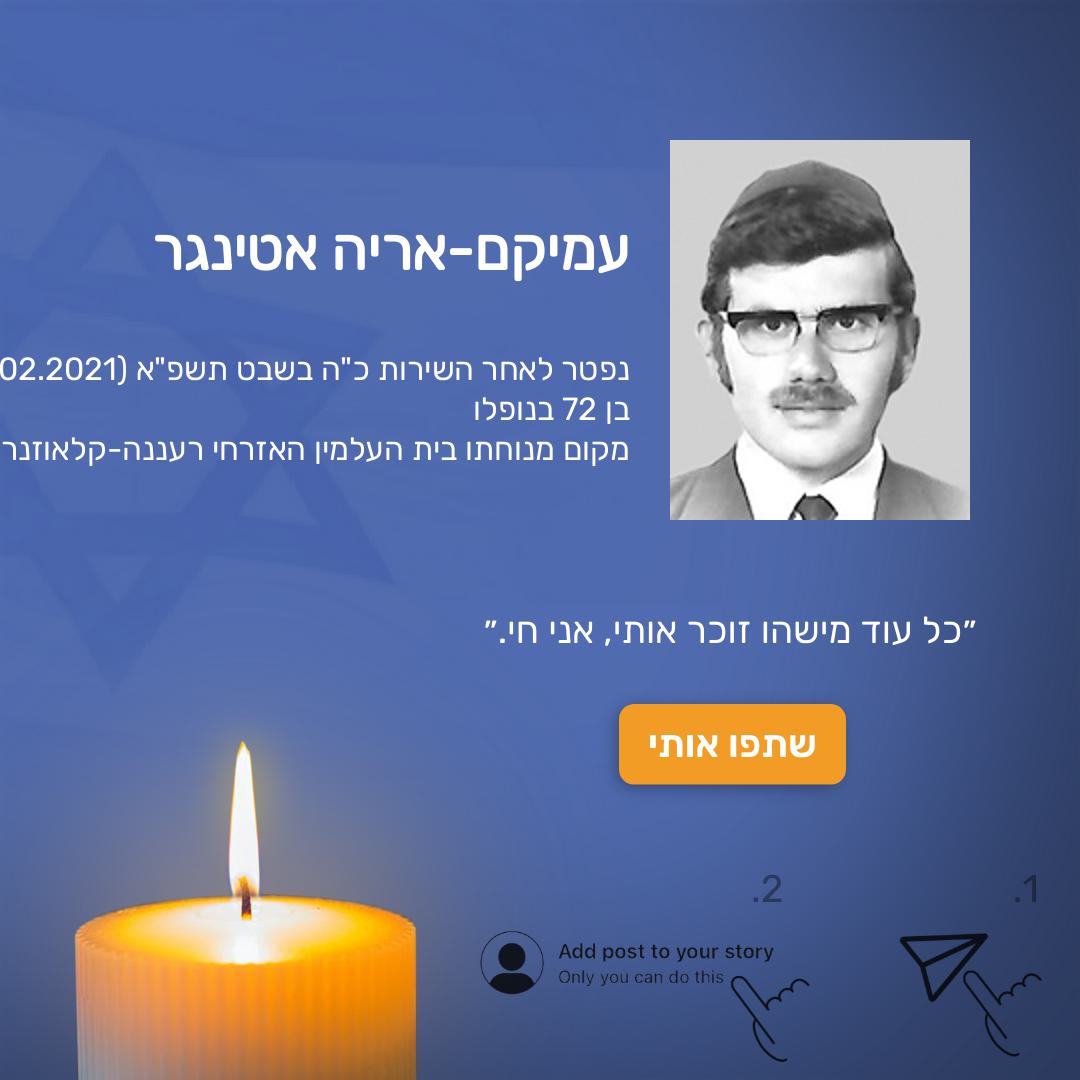 עמיקם-אריה אטינגר
נפטר לאחר השירות כ"ה בשבט תשפ"א (02.2021
בן 72 בנופלו
מקום מנוחתו בית העלמין האזרחי רעננה-קלאוזנר
״כל עוד מישהו זוכר אותי, אני חי.״
שתפו אותי
.1
.2
Add post to your story
Only you can do this